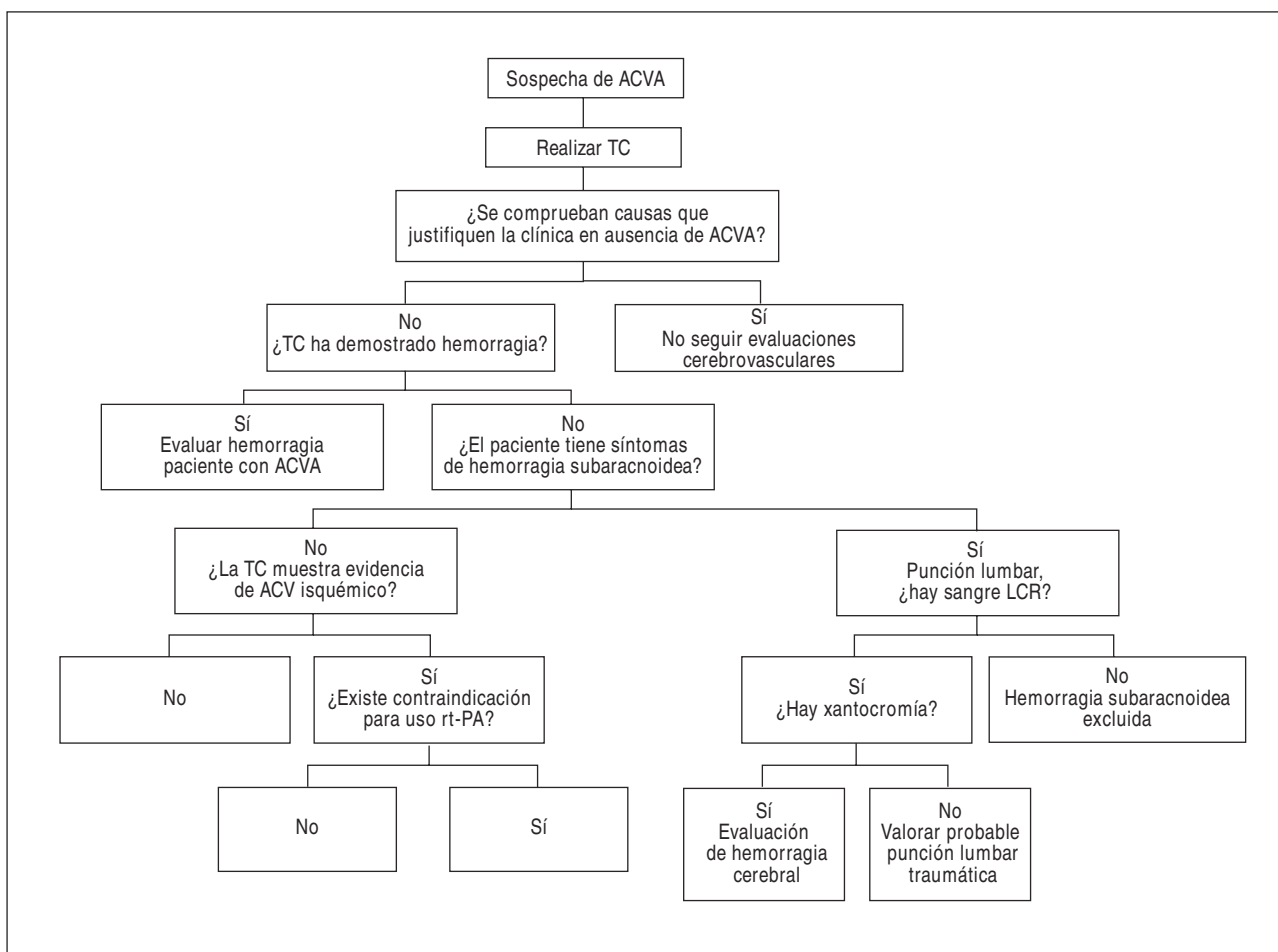 Sospecha de ACVA
Realizar TC
¿Se comprueban causas que
justifiquen la clínica en ausencia de ACVA?
No
¿TC ha demostrado hemorragia?
Sí
No seguir evaluaciones
cerebrovasculares
Sí
Evaluar hemorragia
paciente con ACVA
No
¿El paciente tiene síntomas
de hemorragia subaracnoidea?
No
¿La TC muestra evidencia
de ACV isquémico?
Sí
Punción lumbar,
¿hay sangre LCR?
No
Sí
¿Existe contraindicación
para uso rt-PA?
Sí
¿Hay xantocromía?
No
Hemorragia subaracnoidea
excluida
No
Sí
Sí
Evaluación
de hemorragia
cerebral
No
Valorar probable
punción lumbar
traumática